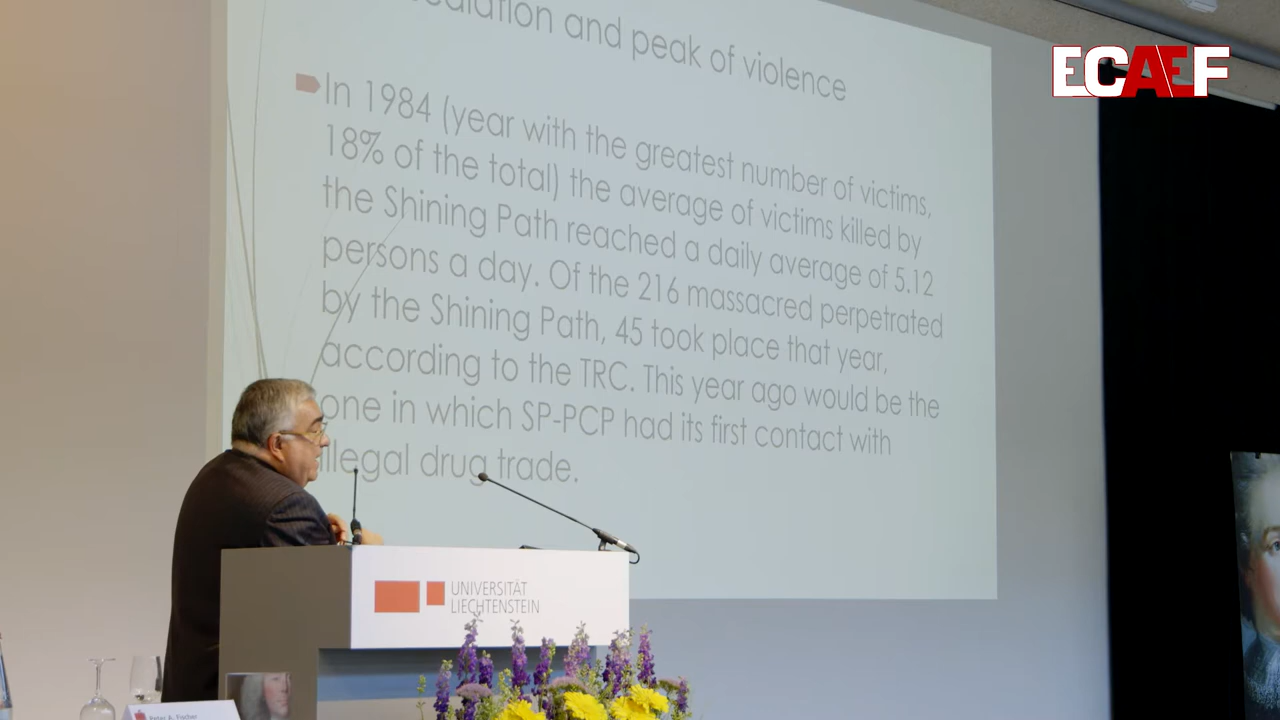 and peak of violence
ECAEF
In 1984 (year with the greatest number of victims,
18% of the total) the average of victims killed by
the Shining Path reached a daily average of 5.12
persons a day. Of the 216 massacred perpetrated
by the Shining Path, 45 took place that year,
according to the TRC. This year ago would be the
one in which SP-PCP had its first contact with
illegal drug trade.
UNIVERSITÄT
LIECHTENSTEIN
Peter A. Fischer